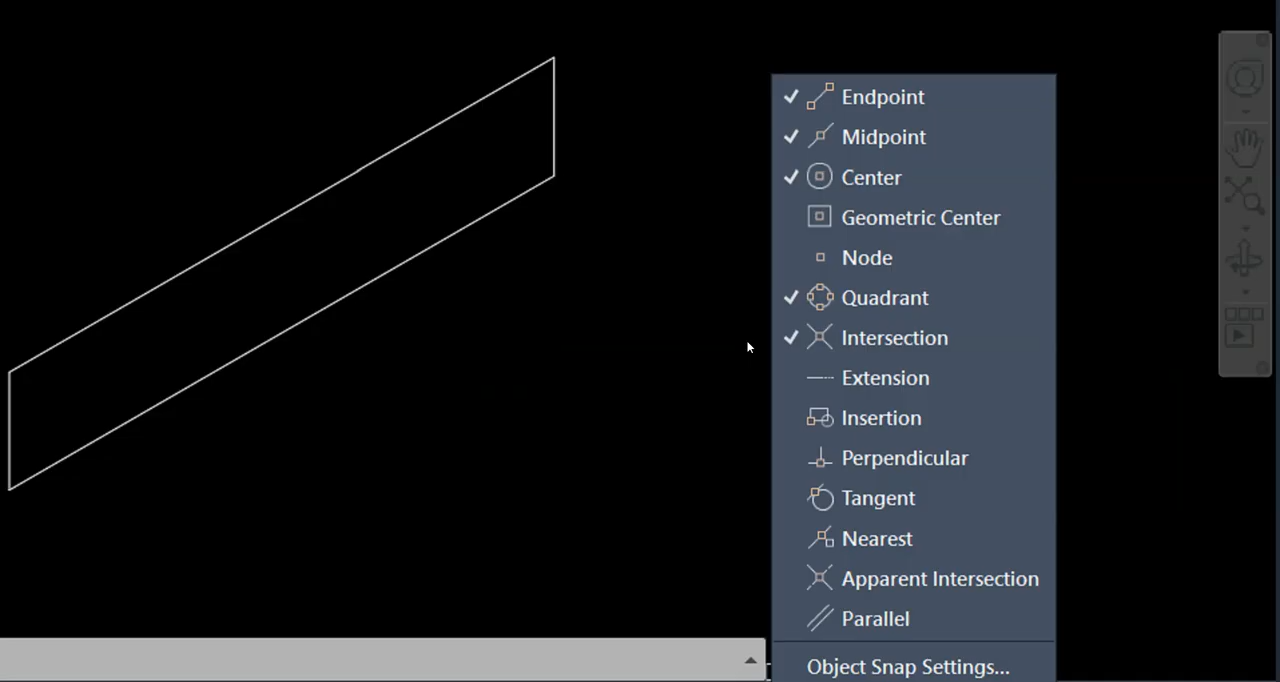 Endpoint
Midpoint
Center
Geometric Center
Node
Quadrant
Intersection
Extension
Insertion
Perpendicular
Tangent
Nearest
Apparent Intersection
Parallel
Object Snap Settings...